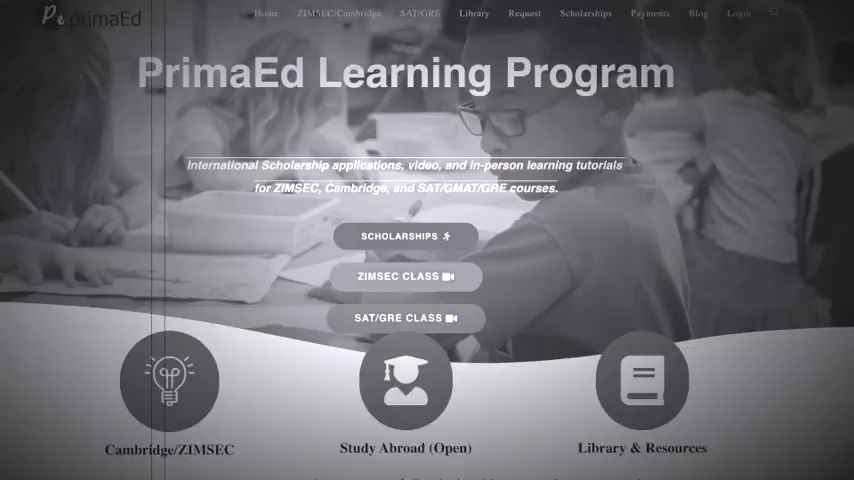 Pe primaEd
Home ZIMSEC/Cambridge SAT/GRE Library Request Scholarships Payments Blog Login
PrimaEd Learning Program
International Scholarship applications, video, and in-person learning tutorials
for ZIMSEC, Cambridge, and SAT/GMAT/GRE courses.
SCHOLARSHIPS
ZIMSEC CLASS
SAT/GRE CLASS
Cambridge/ZIMSEC Study Abroad (Open) Library & Resources